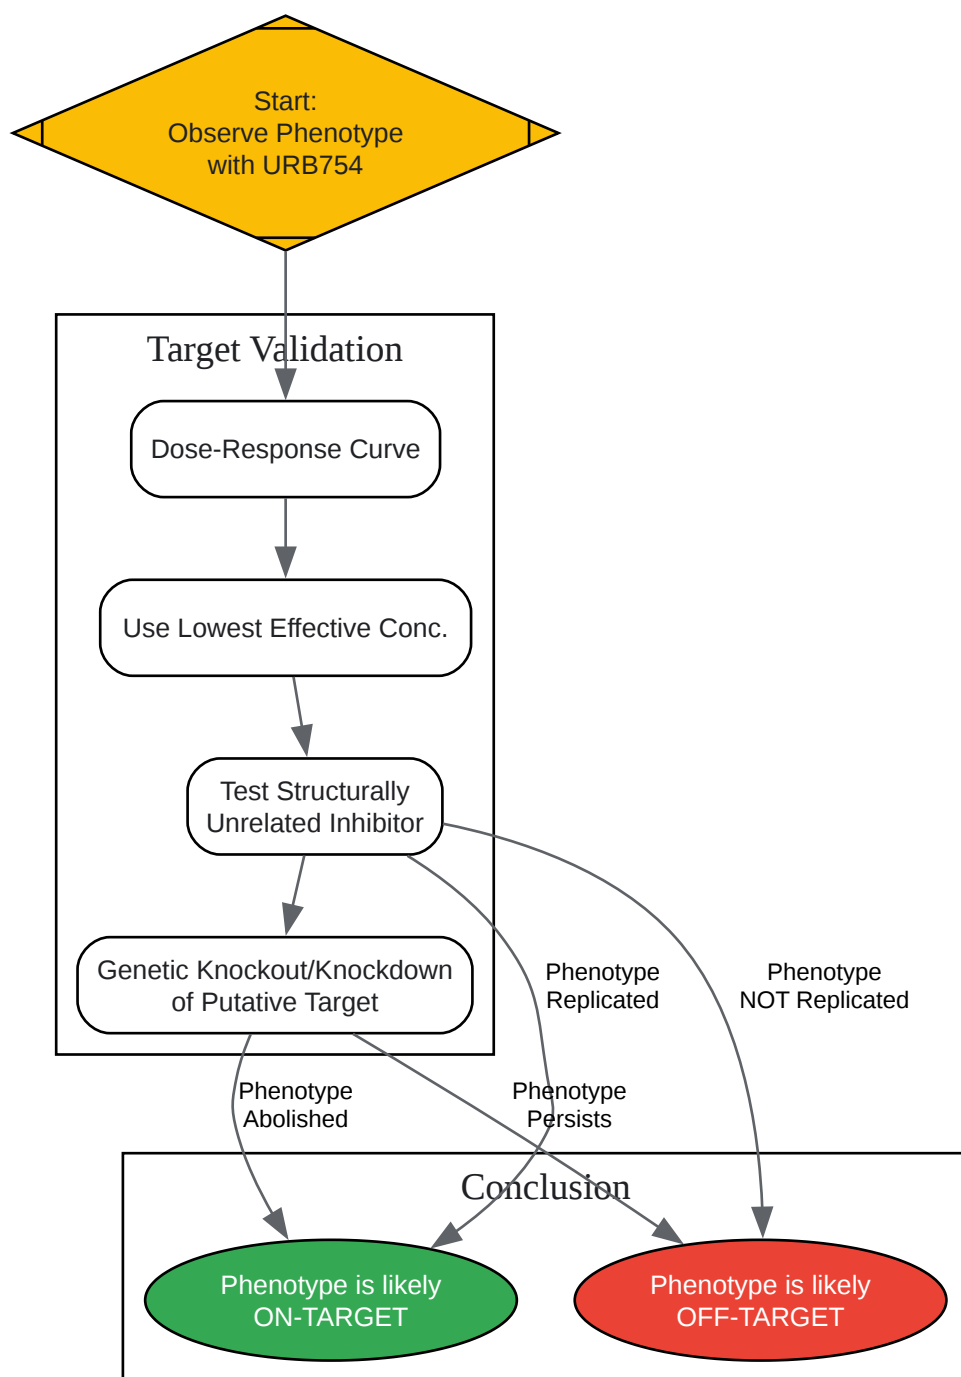 Start:
Observe Phenotype
with URB754
Target Validation
Dose-Response Curve
Use Lowest Effective Conc.
Test Structurally
Unrelated Inhibitor
Genetic Knockout/Knockdown
of Putative Target
Phenotype
Replicated
Phenotype
NOT Replicated
Phenotype
Abolished
Phenotype
Persists
Conclusion
Phenotype is likely
ON-TARGET
Phenotype is likely
OFF-TARGET